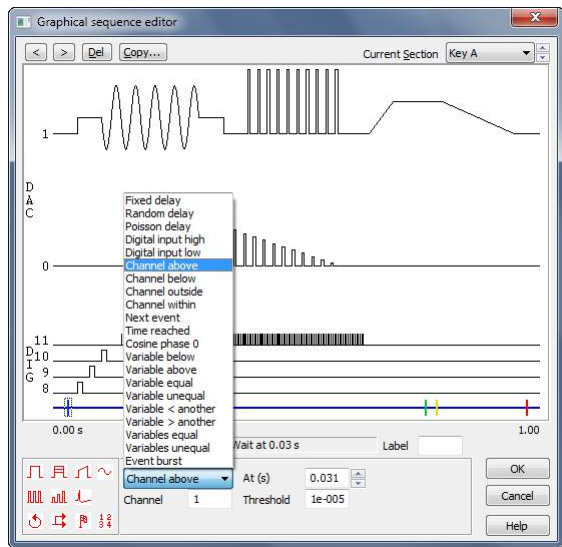 Graphical sequence editor
< > Del Copy... Current Section Key A
1
D
A
C
0
Fixed delay
Random delay
Poisson delay
Digital input high
Digital input low
Channel above
Channel below
Channel outside
Channel within
Next event
Time reached
Cosine phase 0
Variable below
Variable above
Variable equal
Variable unequal
Variable < another
Variable > another
Variables equal
Variables unequal
Event burst
11
D 10
I 9
G 8
0.00 s 1.00
Wait at 0.03 s Label
Channel above At (s) 0.031 OK
Channel 1 Threshold 1e-005 Cancel
1 2
3 4
Help